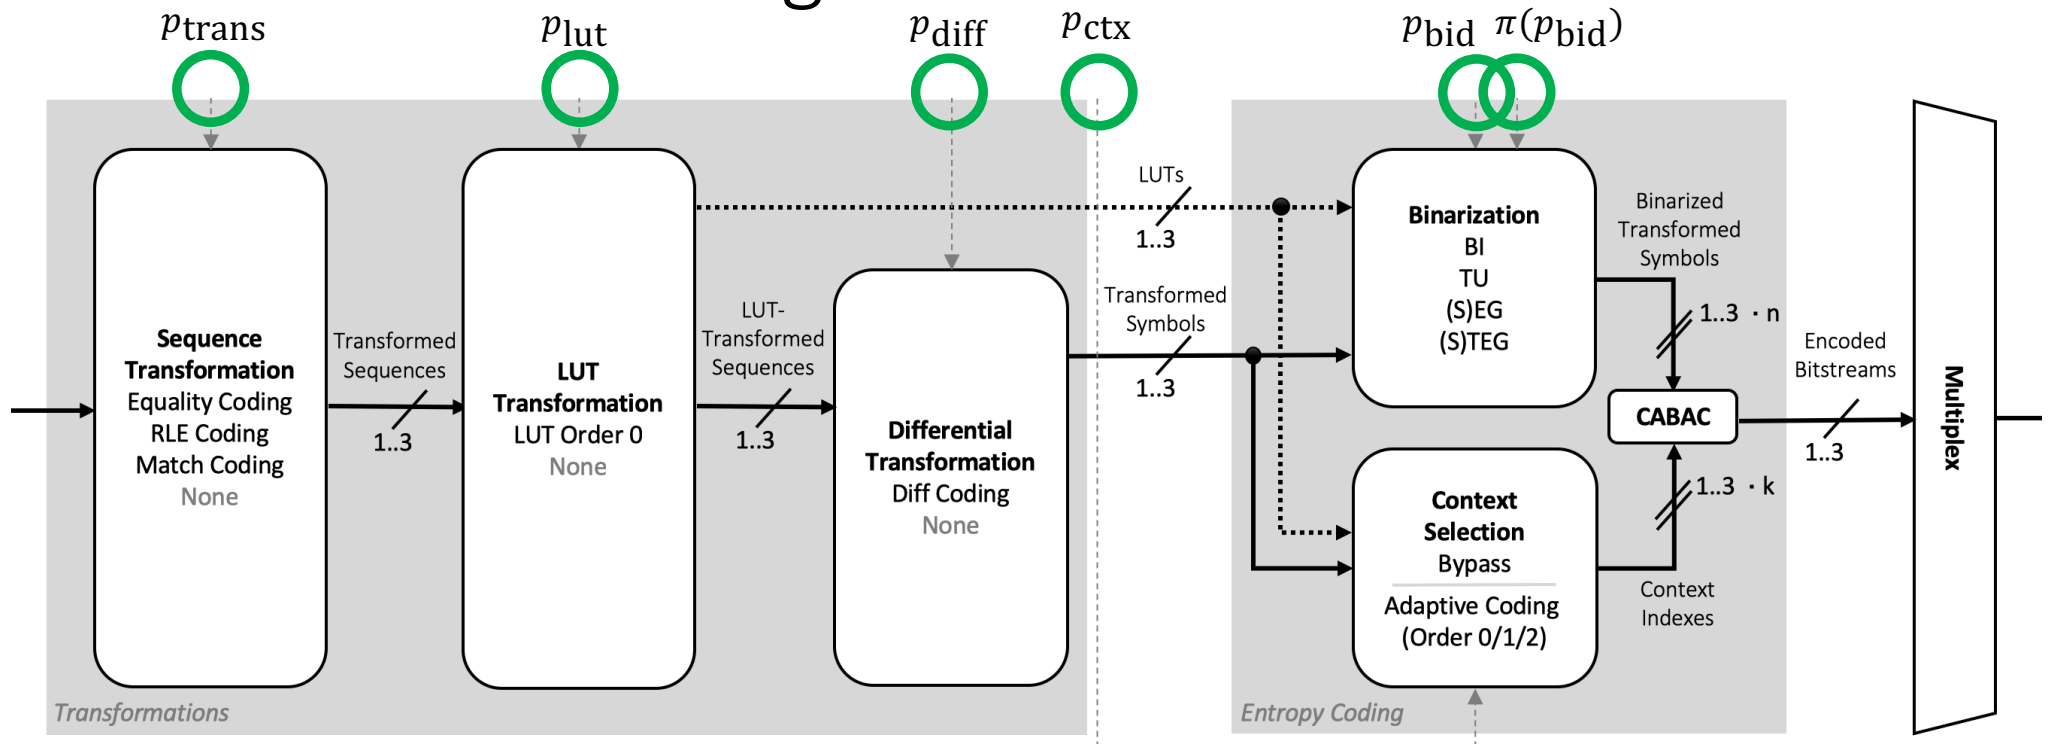 p_trans
p_lut
p_diff
p_ctx
p_bid
π(p_bid)
Sequence
Transformation
Equality Coding
RLE Coding
Match Coding
None
Transformed
Sequences
1..3
LUT
Transformation
LUT Order 0
None
LUT-
Transformed
Sequences
1..3
Differential
Transformation
Diff Coding
None
Transformations
LUTs
1..3
Transformed
Symbols
1..3
Binarization
BI
TU
(S)EG
(S)TEG
Context
Selection
Bypass
Adaptive Coding
(Order 0/1/2)
Entropy Coding
Binarized
Transformed
Symbols
1..3 · n
CABAC
1..3 · k
Context
Indexes
Encoded
Bitstreams
1..3
Multiplex